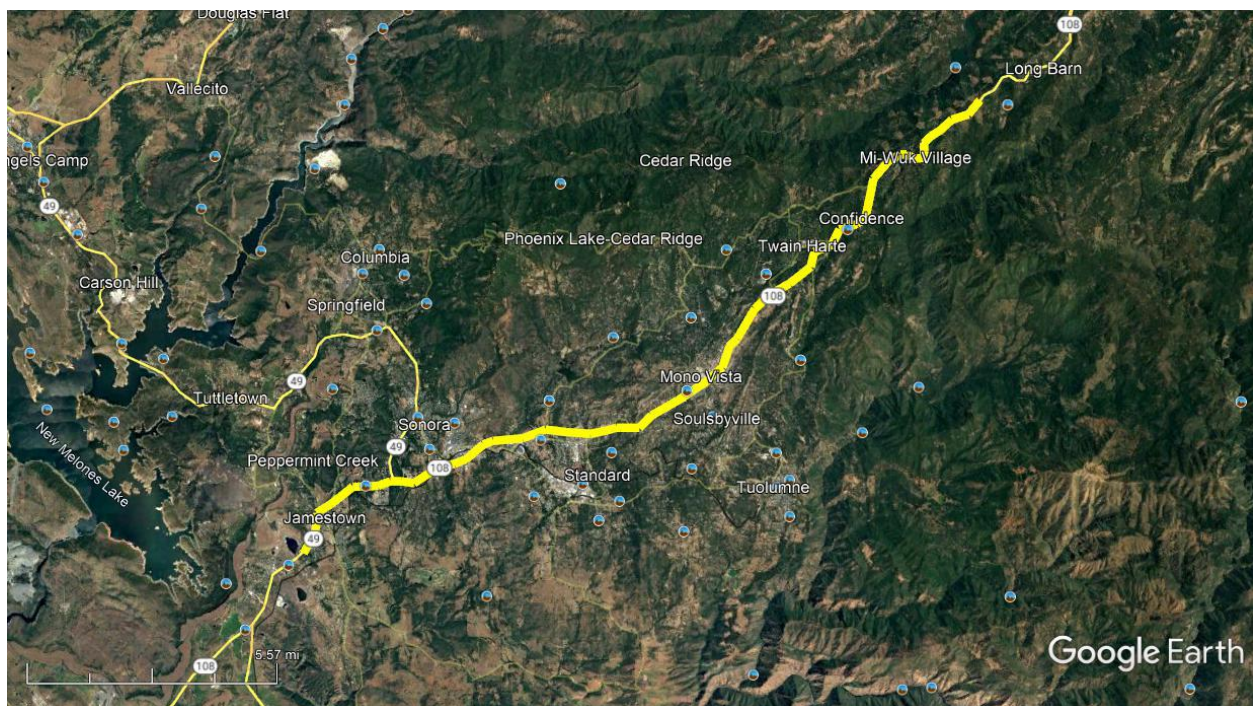 Douglas Flat
108
Long Barn
Vallecito
ngels Camp
Cedar Ridge
Mi-Wuk Village
49
Confidence
Phoenix Lake-Cedar Ridge
Twain Harte
Columbia
Carson Hill
108
Springfield
49
Mono Vista
Tuttletown
Sonora
Soulsbyville
New Melones Lake
49
Peppermint Creek
108
Standard
Tuolumne
Jamestown
49
5.57 mi
108
Google Earth